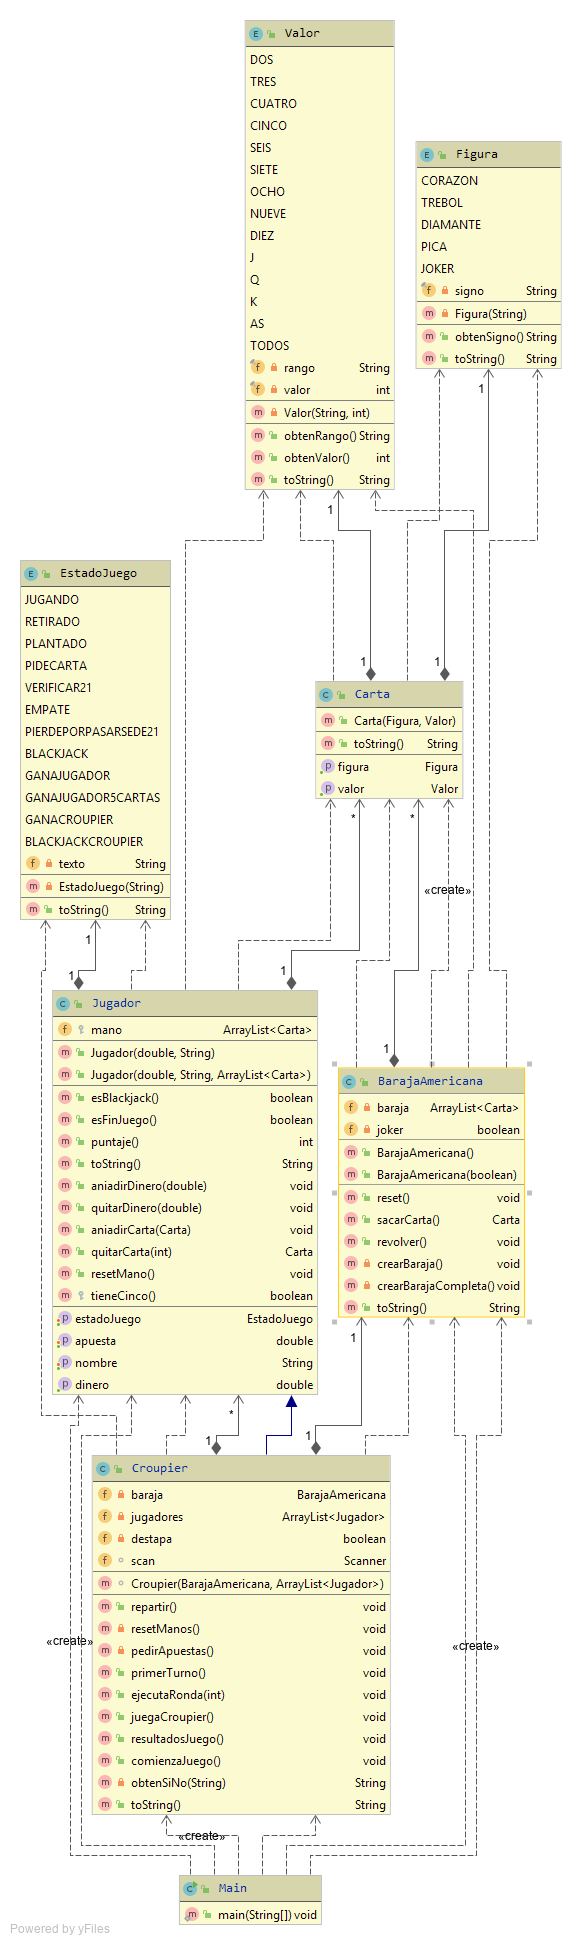 Valor
DOS
TRES
CUATRO
CINCO
SEIS
SIETE
OCHO
NUEVE
DIEZ
J
Q
K
AS
TODOS
rango String
valor int
Valor(String, int)
obtenRango() String
obtenValor() int
toString() String
Figura
CORAZON
TREBOL
DIAMANTE
PICA
JOKER
signo String
Figura(String)
obtenSigno() String
toString() String
1
1
EstadoJuego
JUGANDO
RETIRADO
PLANTADO
PIDECARTA
VERIFICAR21
EMPATE
PIERDEPORPASARSEDE21
BLACKJACK
GANAJUGADOR
GANAJUGADOR5CARTAS
GANACROUPIER
BLACKJACKCROUPIER
texto String
EstadoJuego(String)
toString() String
1
1
Carta
Carta(Figura, Valor)
toString() String
figura Figura
valor Valor
*
*
«create»
1
1
1
1
Jugador
mano ArrayList<Carta>
Jugador(double, String)
Jugador(double, String, ArrayList<Carta>)
esBlackjack() boolean
esFinJuego() boolean
puntaje() int
toString() String
aniadirDinero(double) void
quitarDinero(double) void
aniadirCarta(Carta) void
quitarCarta(int) Carta
resetMano() void
tieneCinco() boolean
estadoJuego EstadoJuego
apuesta double
nombre String
dinero double
BarajaAmericana
baraja ArrayList<Carta>
joker boolean
BarajaAmericana()
BarajaAmericana(boolean)
reset() void
sacarCarta() Carta
revolver() void
crearBaraja() void
crearBarajaCompleta() void
toString() String
1
*
1
1
Croupier
baraja BarajaAmericana
jugadores ArrayList<Jugador>
destapa boolean
scan Scanner
Croupier(BarajaAmericana, ArrayList<Jugador>)
repartir() void
resetManos() void
pedirApuestas() void
primerTurno() void
ejecutaRonda(int) void
juegaCroupier() void
resultadosJuego() void
comienzaJuego() void
obtenSiNo(String) String
toString() String
«create»
«create»
«create»
Main
main(String[]) void
Powered by yFiles